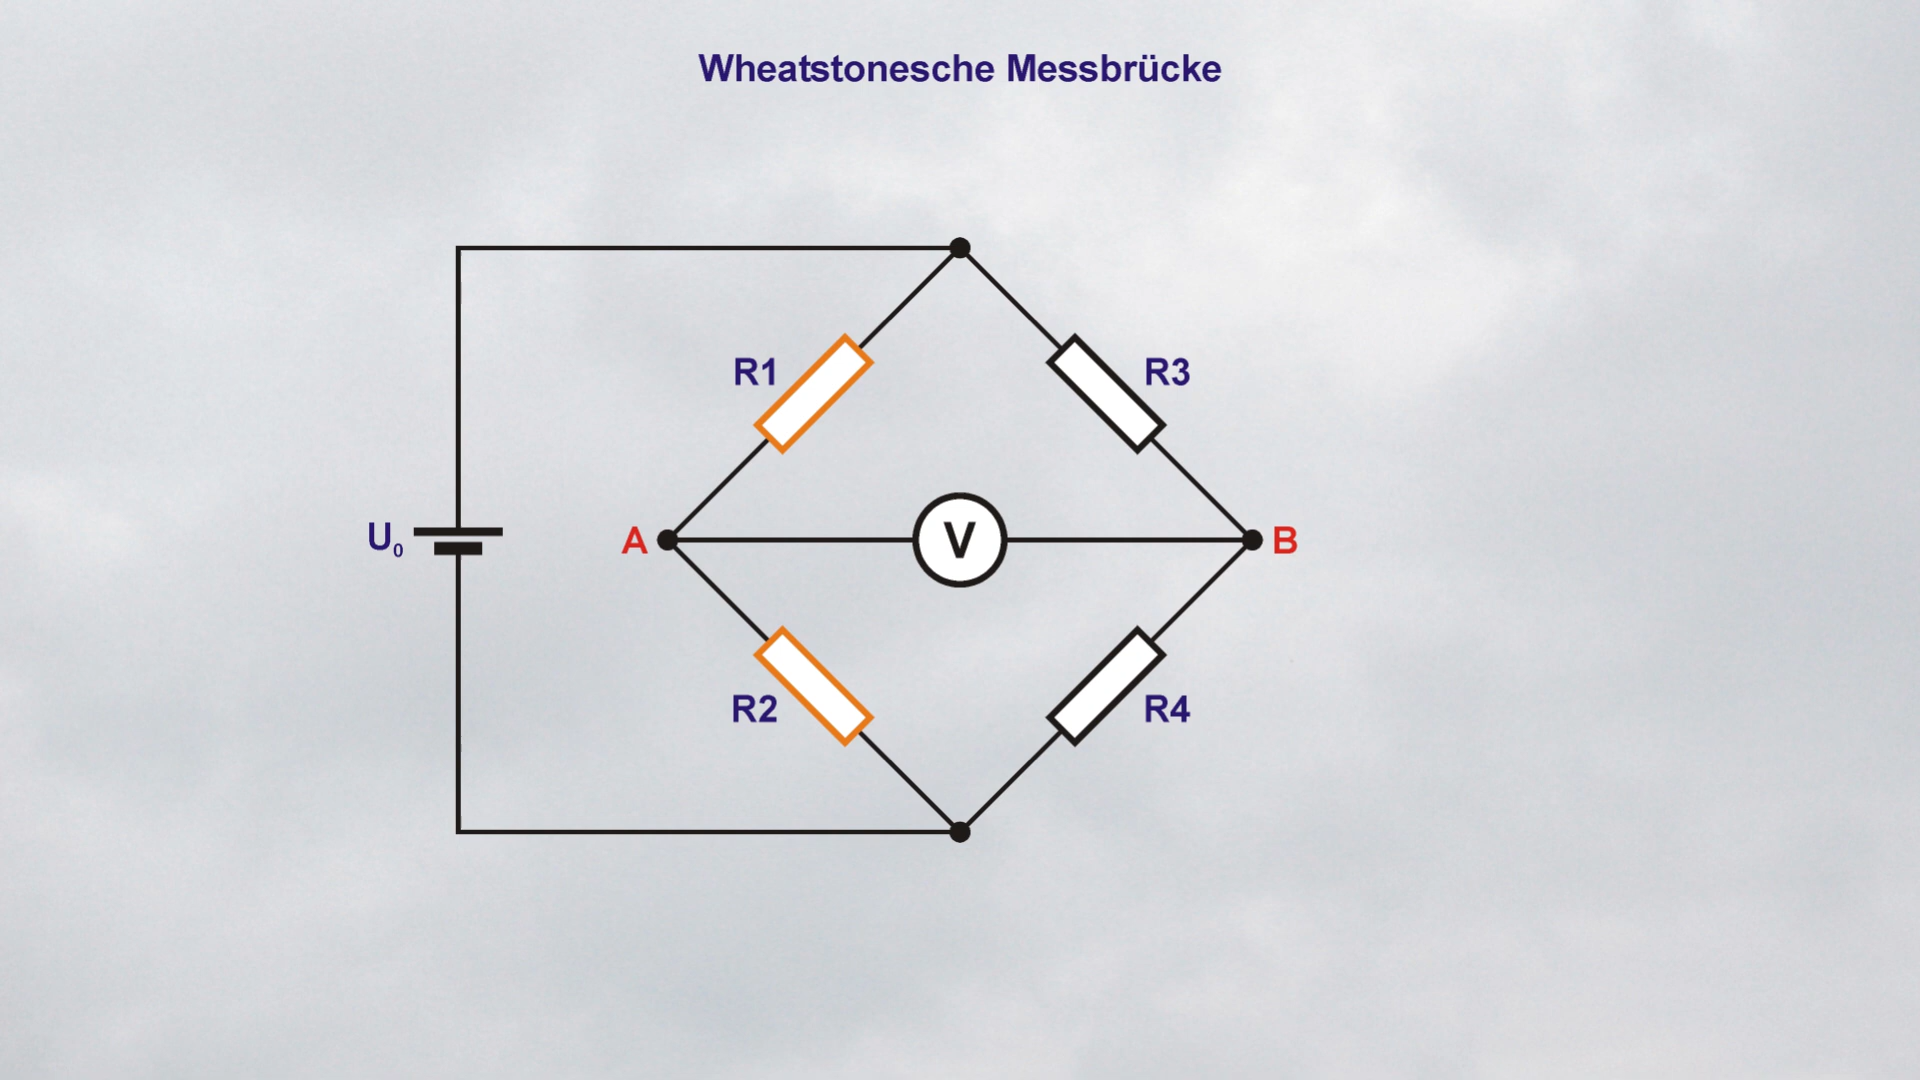 Wheatstonesche Messbrücke
R1
R3
U₀
A
V
B
R2
R4